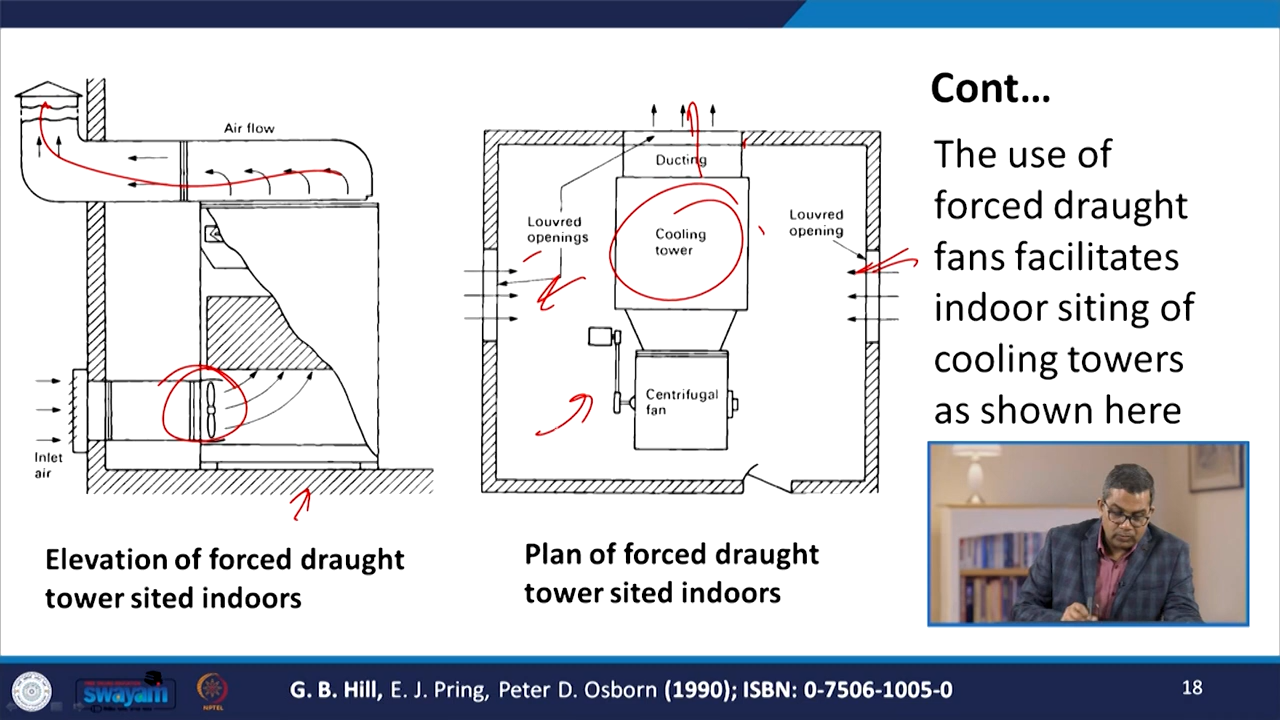 Cont...
The use of
forced draught
fans facilitates
indoor siting of
cooling towers
as shown here
Air flow
Inlet
air
Elevation of forced draught
tower sited indoors
Ducting
Louvred
openings
Cooling
tower
Louvred
opening
Centrifugal
fan
Plan of forced draught
tower sited indoors
swayam
NPTEL
G. B. Hill, E. J. Pring, Peter D. Osborn (1990); ISBN: 0-7506-1005-0
18